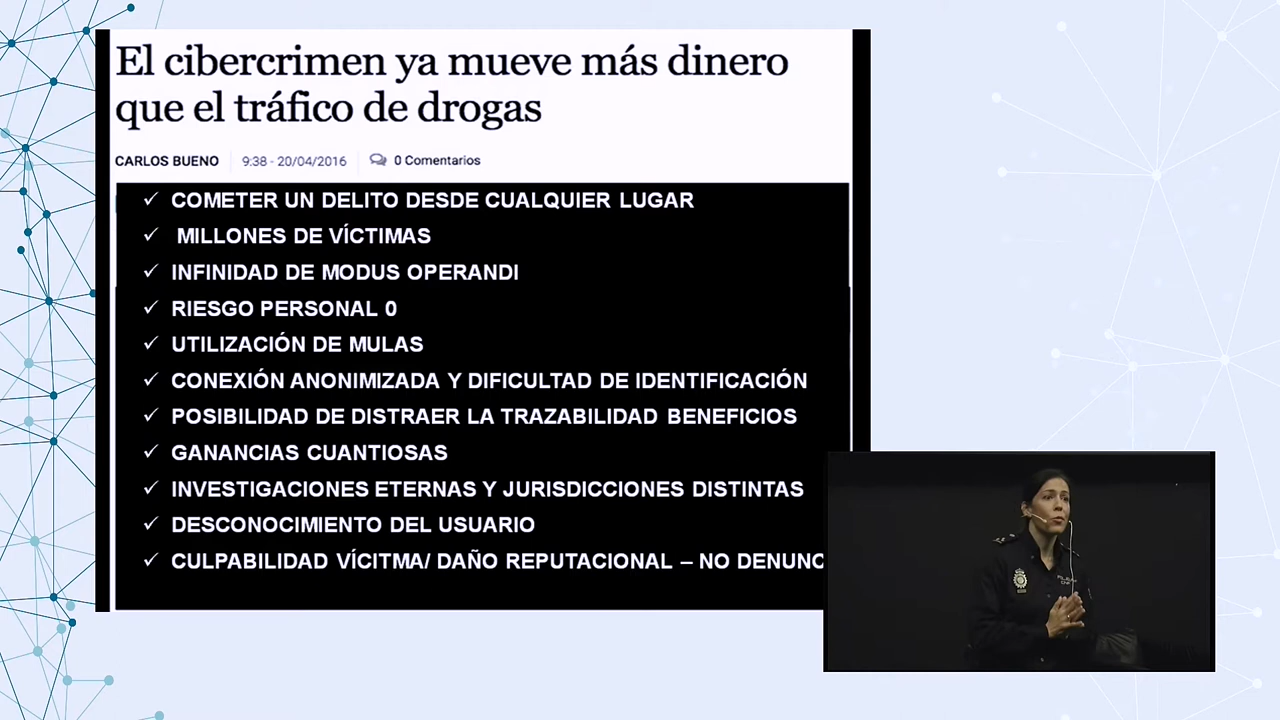 El cibercrimen ya mueve más dinero
que el tráfico de drogas
CARLOS BUENO 9:38 - 20/04/2016 0 Comentarios
✓ COMETER UN DELITO DESDE CUALQUIER LUGAR
✓ MILLONES DE VÍCTIMAS
✓ INFINIDAD DE MODUS OPERANDI
✓ RIESGO PERSONAL 0
✓ UTILIZACIÓN DE MULAS
✓ CONEXIÓN ANONIMIZADA Y DIFICULTAD DE IDENTIFICACIÓN
✓ POSIBILIDAD DE DISTRAER LA TRAZABILIDAD BENEFICIOS
✓ GANANCIAS CUANTIOSAS
✓ INVESTIGACIONES ETERNAS Y JURISDICCIONES DISTINTAS
✓ DESCONOCIMIENTO DEL USUARIO
✓ CULPABILIDAD VÍCITMA/ DAÑO REPUTACIONAL – NO DENUNC